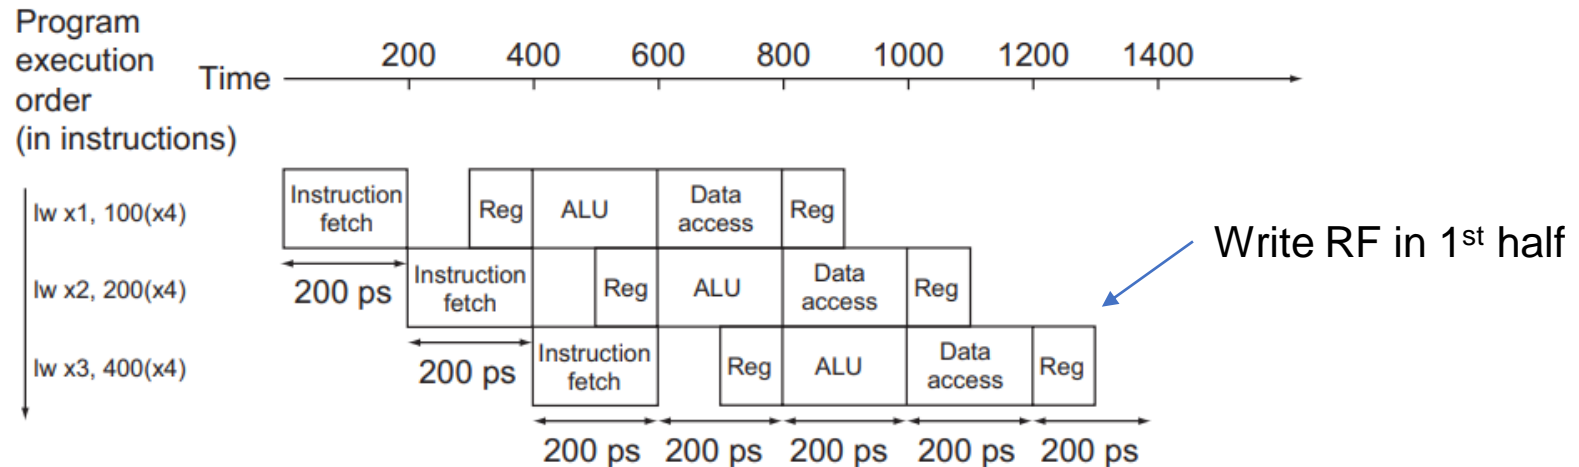 Program
execution
order
(in instructions)
Time
200 400 600 800 1000 1200 1400
lw x1, 100(x4)
Instruction
fetch
Reg
ALU
Data
access
Reg
Write RF in 1st half
lw x2, 200(x4)
200 ps
Instruction
fetch
Reg
ALU
Data
access
Reg
lw x3, 400(x4)
200 ps
Instruction
fetch
Reg
ALU
Data
access
Reg
200 ps 200 ps 200 ps 200 ps 200 ps